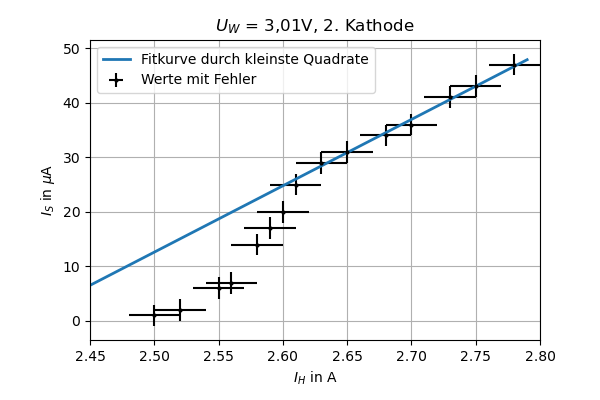 U_W = 3,01V, 2. Kathode
Fitkurve durch kleinste Quadrate
Werte mit Fehler
I_S in μA
50
40
30
20
10
0
2.45 2.50 2.55 2.60 2.65 2.70 2.75 2.80
I_H in A